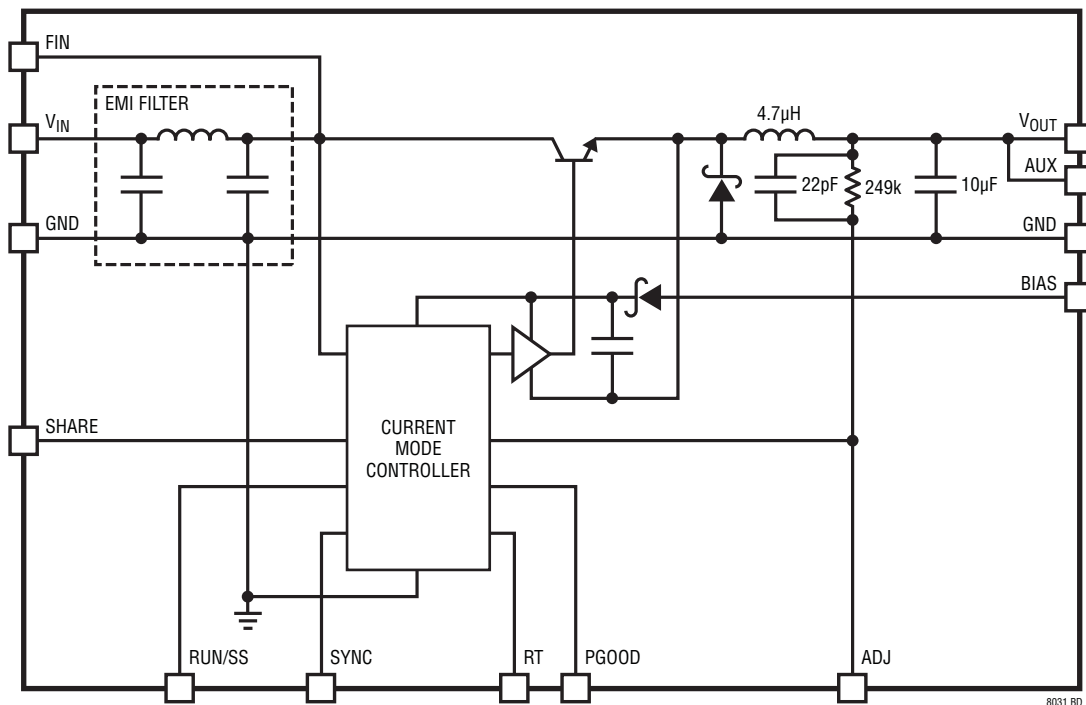 FIN
VIN
EMI FILTER
4.7µH
VOUT
AUX
22pF
249k
10µF
GND
GND
BIAS
SHARE
CURRENT
MODE
CONTROLLER
RUN/SS
SYNC
RT
PGOOD
ADJ
8031 BD